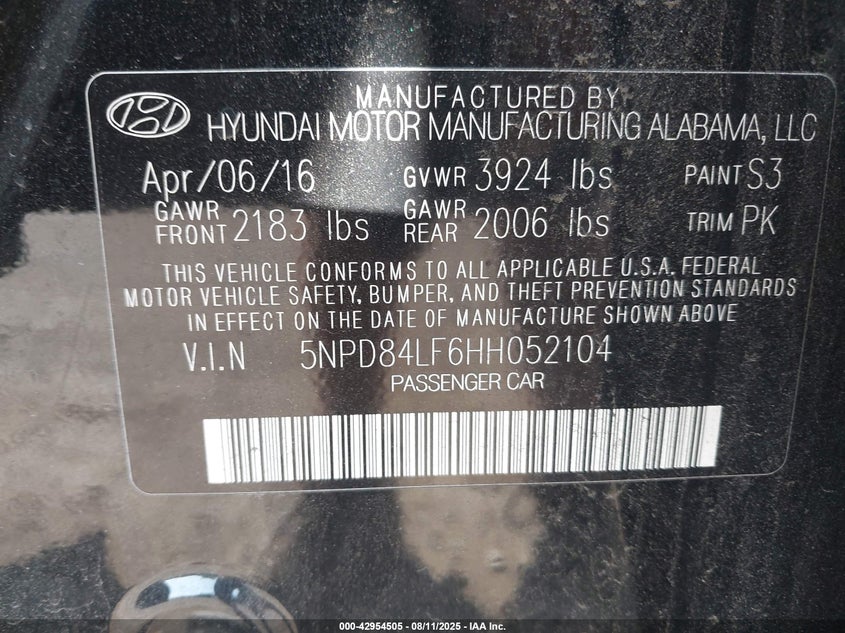 MANUFACTURED BY
HYUNDAI MOTOR MANUFACTURING ALABAMA, LLC
Apr/06/16 GVWR 3924 lbs PAINT S3
GAWR FRONT 2183 lbs GAWR REAR 2006 lbs TRIM PK
THIS VEHICLE CONFORMS TO ALL APPLICABLE U.S.A. FEDERAL
MOTOR VEHICLE SAFETY, BUMPER, AND THEFT PREVENTION STANDARDS
IN EFFECT ON THE DATE OF MANUFACTURE SHOWN ABOVE
V.I.N 5NPD84LF6HH052104
PASSENGER CAR
000-42954505 - 08/11/2025 - IAA Inc.